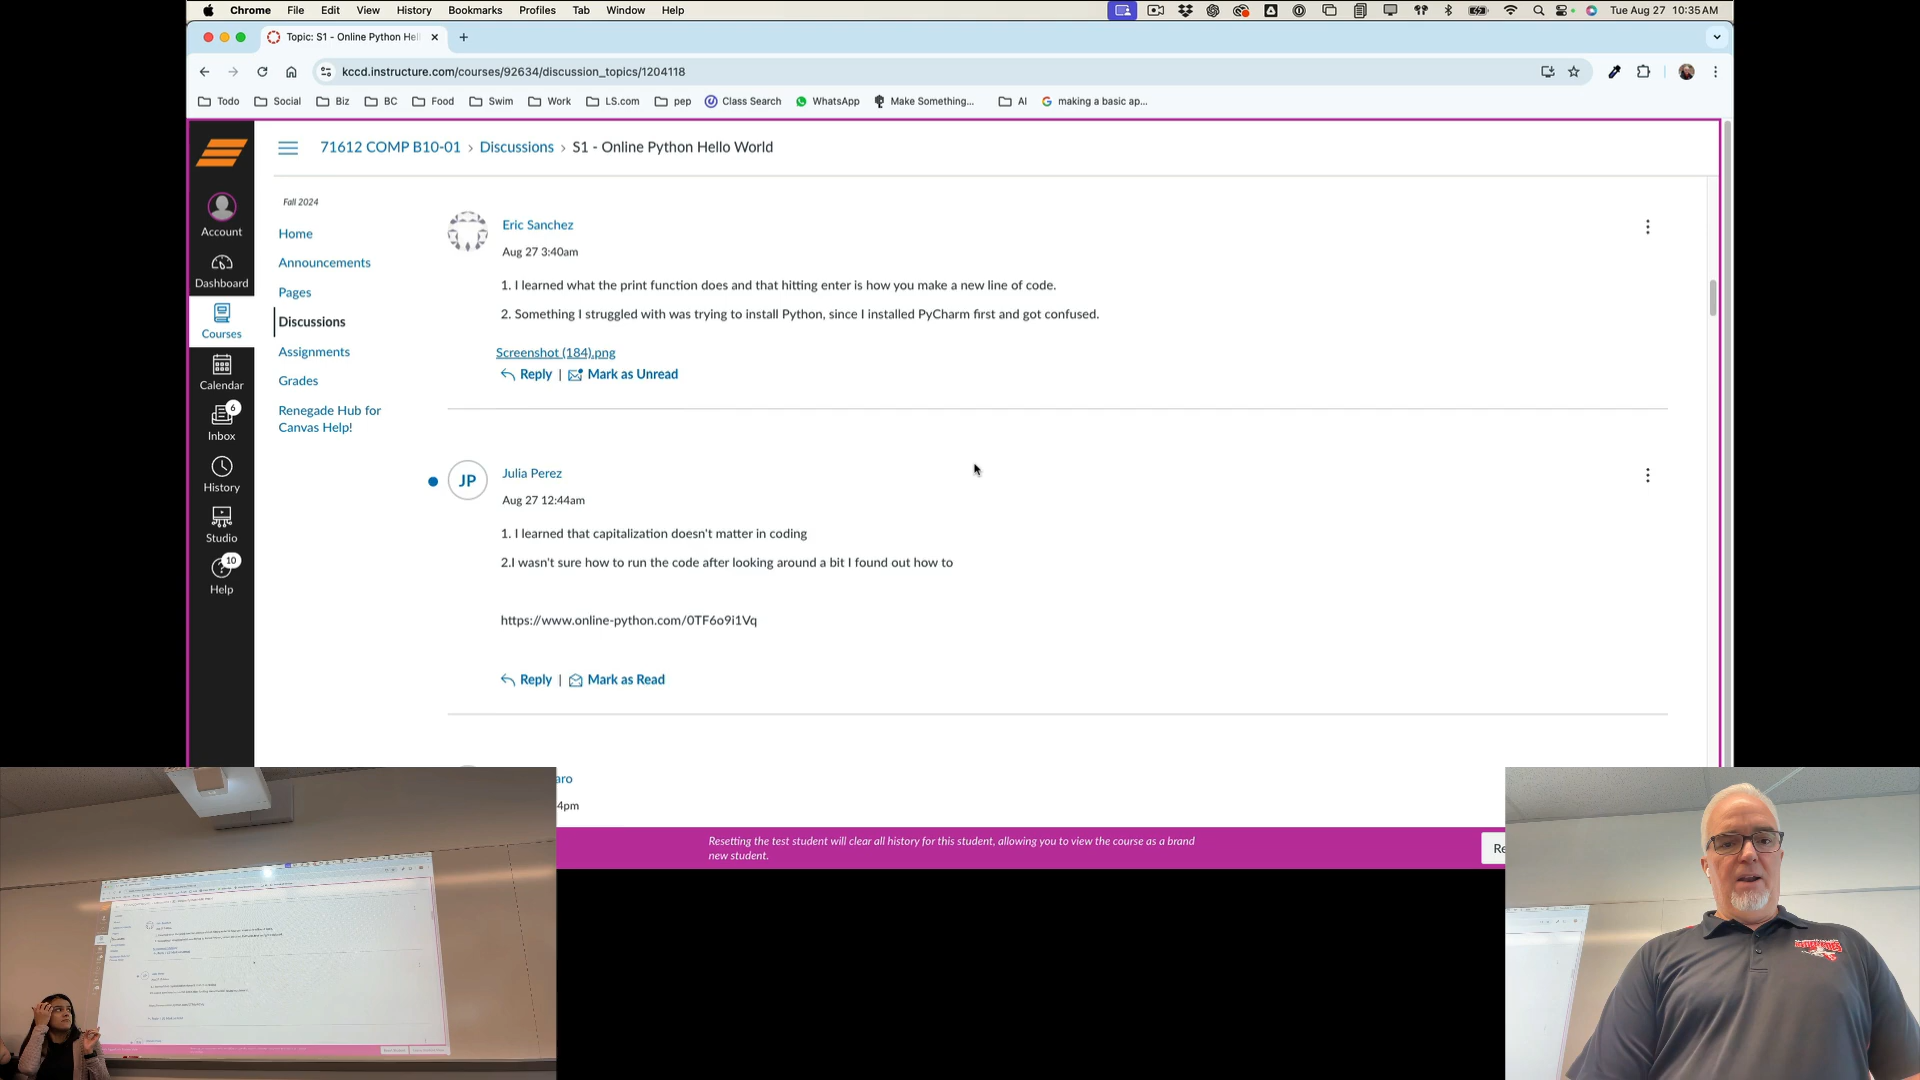 Chrome File Edit View History Bookmarks Profiles Tab Window Help Tue Aug 27 10:35 AM
Topic: S1 - Online Python Hel
kccd.instructure.com/courses/92634/discussion_topics/1204118
Todo Social Biz BC Food Swim Work LS.com pep Class Search WhatsApp Make Something... AI making a basic ap...
71612 COMP B10-01 › Discussions › S1 - Online Python Hello World
Account
Dashboard
Courses
Calendar
6
Inbox
History
Studio
10
Help
Fall 2024
Home
Announcements
Pages
Discussions
Assignments
Grades
Renegade Hub for
Canvas Help!
Eric Sanchez
Aug 27 3:40am
1. I learned what the print function does and that hitting enter is how you make a new line of code.
2. Something I struggled with was trying to install Python, since I installed PyCharm first and got confused.
Screenshot (184).png
Reply | Mark as Unread
JP
Julia Perez
Aug 27 12:44am
1. I learned that capitalization doesn't matter in coding
2.I wasn't sure how to run the code after looking around a bit I found out how to
https://www.online-python.com/0TF6o9i1Vq
Reply | Mark as Read
aro
4pm
Resetting the test student will clear all history for this student, allowing you to view the course as a brand
new student.
Re